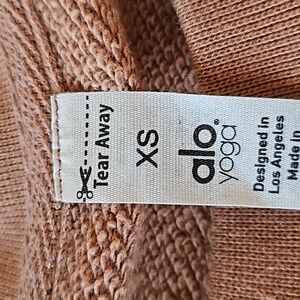 Tear Away
XS
alo®
yoga
Designed in
Los Angeles
Made in